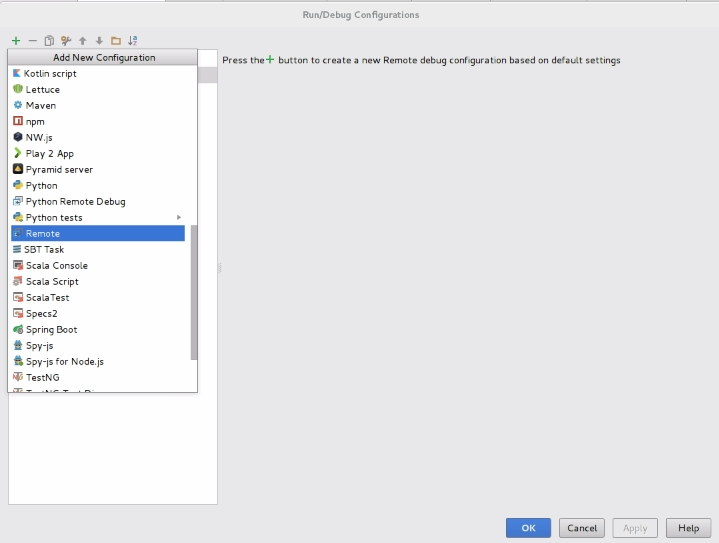 Run/Debug Configurations
Add New Configuration
Press the + button to create a new Remote debug configuration based on default settings
Kotlin script
Lettuce
Maven
npm
NW.js
Play 2 App
Pyramid server
Python
Python Remote Debug
Python tests
Remote
SBT Task
Scala Console
Scala Script
ScalaTest
Specs2
Spring Boot
Spy-js
Spy-js for Node.js
TestNG
OK
Cancel
Apply
Help